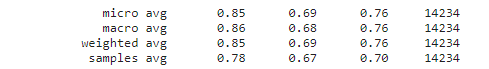 micro avg 0.85 0.69 0.76 14234
macro avg 0.86 0.68 0.76 14234
weighted avg 0.85 0.69 0.76 14234
samples avg 0.78 0.67 0.70 14234